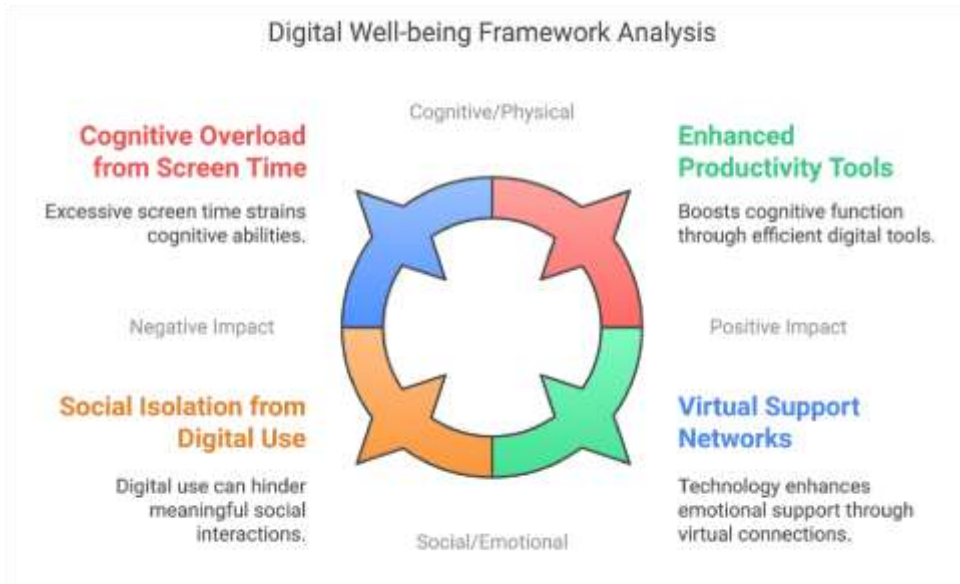 Digital Well-being Framework Analysis
Cognitive/Physical
Cognitive Overload
from Screen Time
Excessive screen time strains
cognitive abilities.
Enhanced
Productivity Tools
Boosts cognitive function
through efficient digital tools.
Negative Impact
Positive Impact
Social Isolation from
Digital Use
Digital use can hinder
meaningful social
interactions.
Virtual Support
Networks
Technology enhances
emotional support through
virtual connections.
Social/Emotional